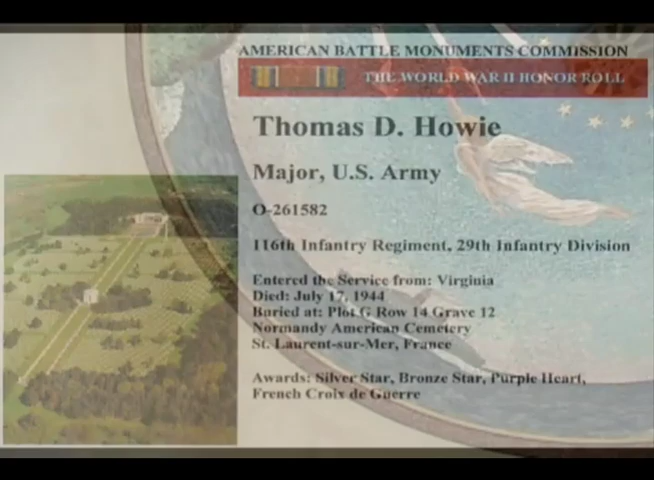 AMERICAN BATTLE MONUMENTS COMMISSION
THE WORLD WAR II HONOR ROLL
Thomas D. Howie
Major, U.S. Army
O-261582
116th Infantry Regiment, 29th Infantry Division
Entered the Service from: Virginia
Died: July 17, 1944
Buried at: Plot G Row 14 Grave 12
Normandy American Cemetery
St. Laurent-sur-Mer, France
Awards: Silver Star, Bronze Star, Purple Heart,
French Croix de Guerre